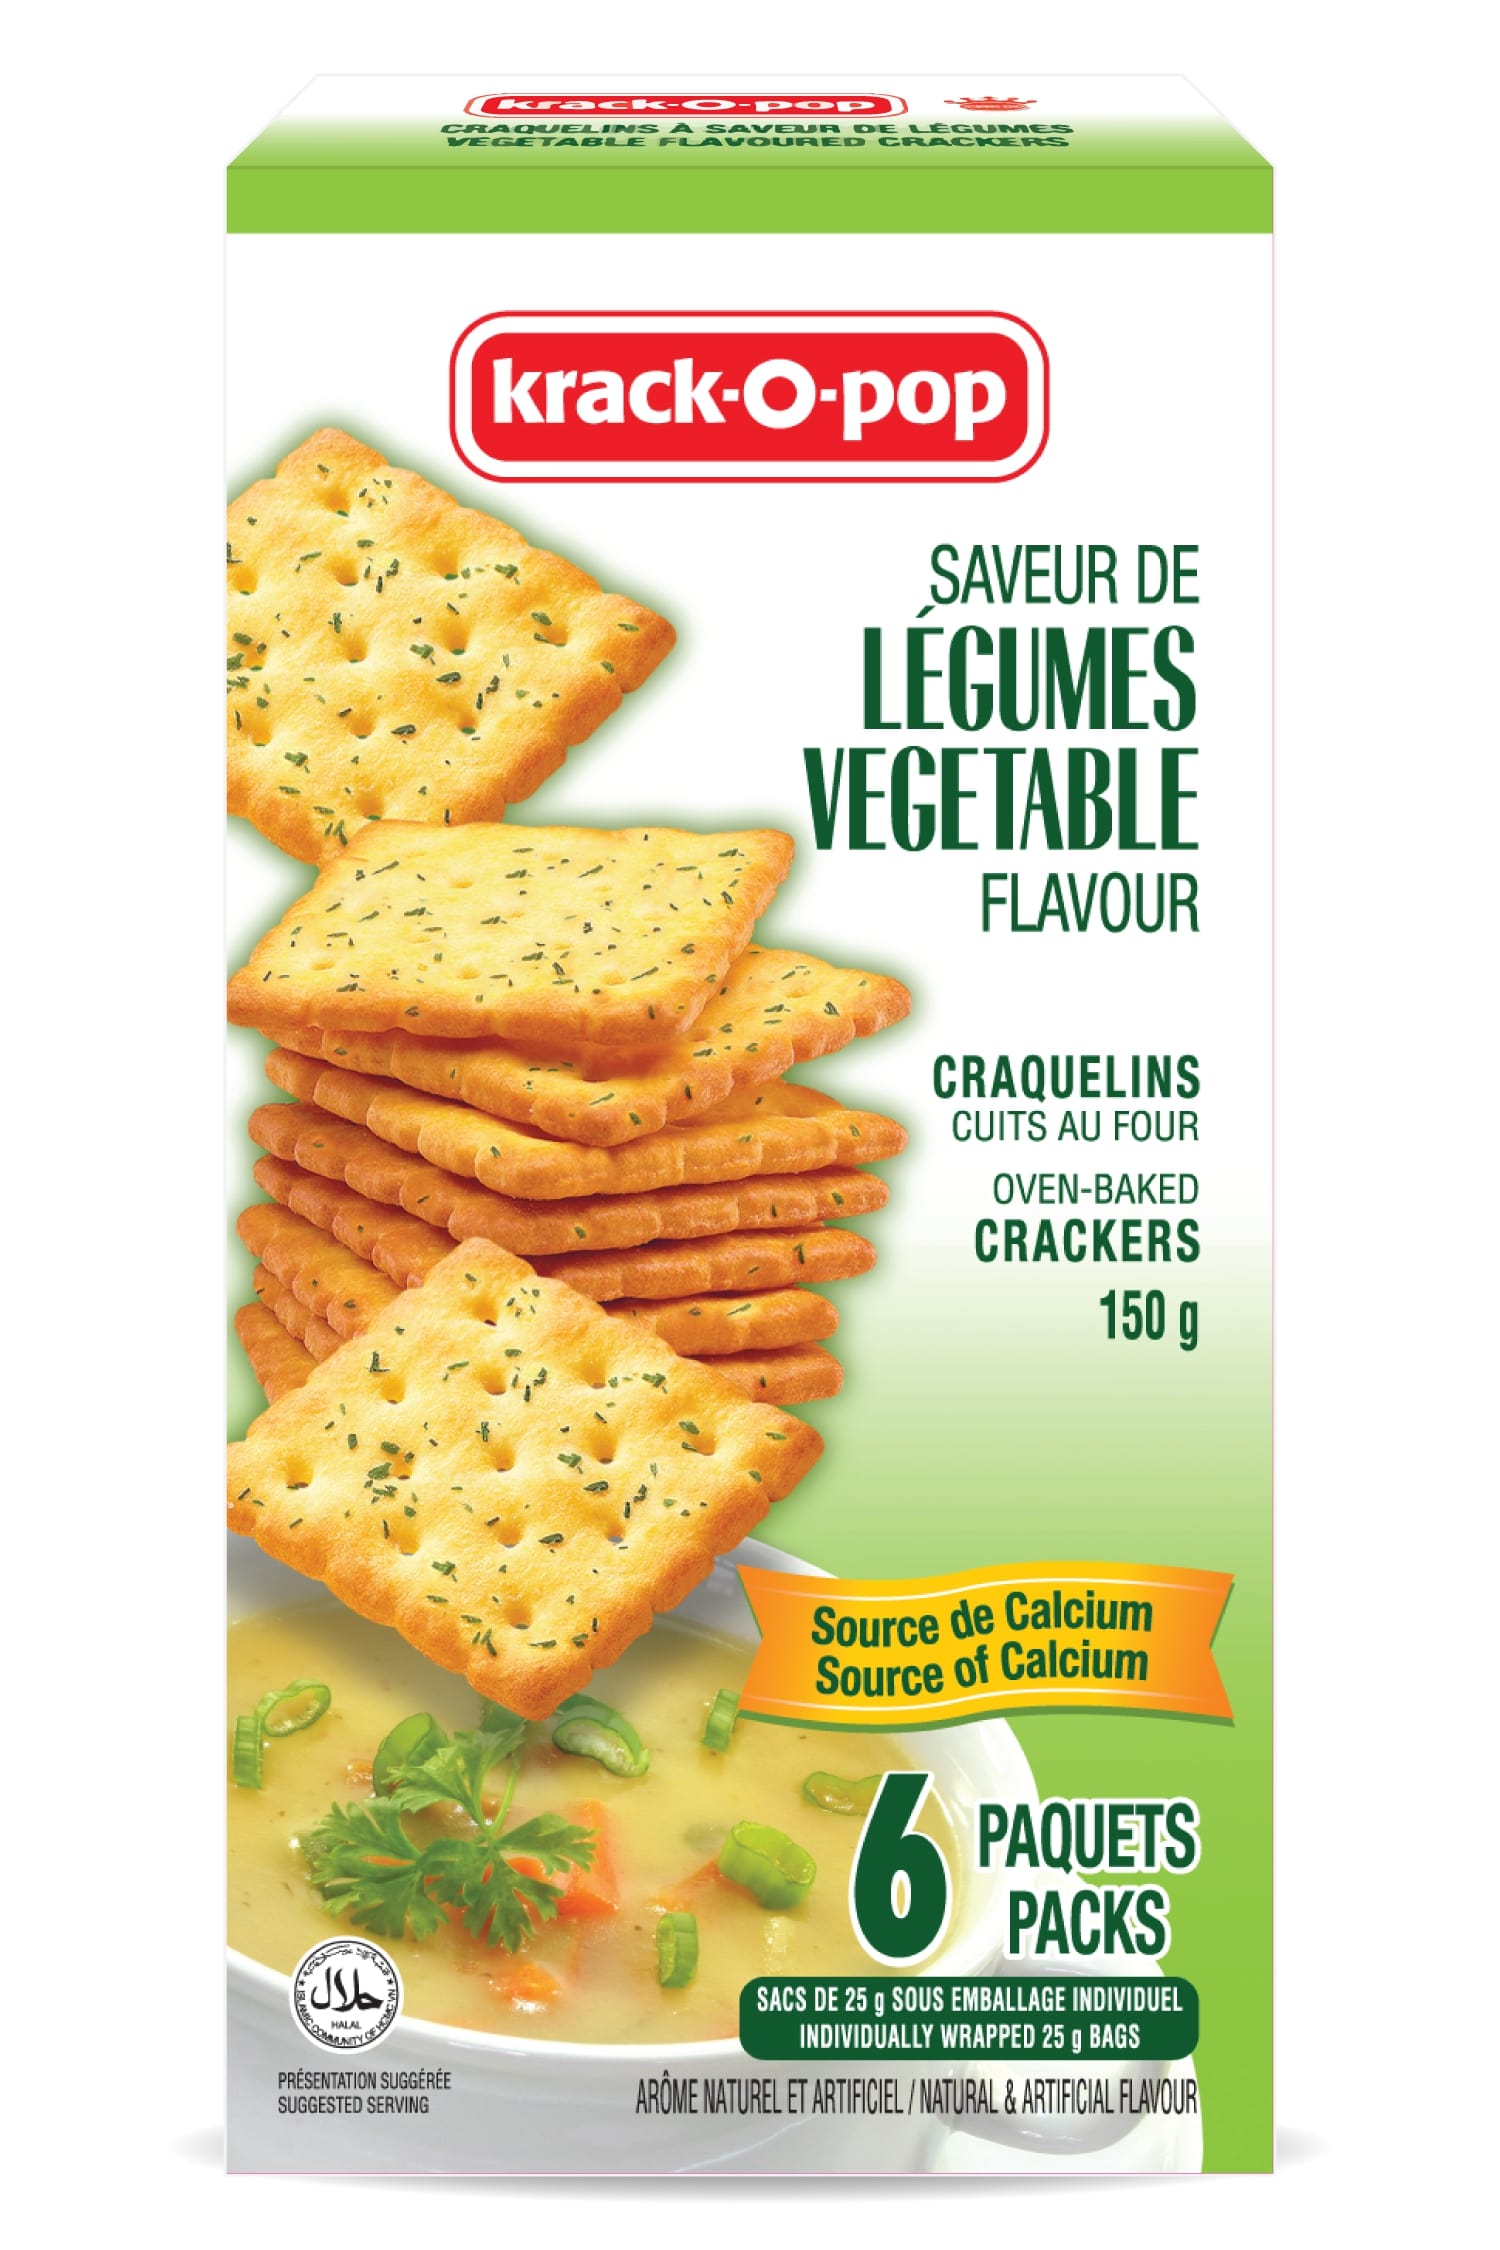 krack-O-pop
CRAQUELINS À SAVEUR DE LÉGUMES
VEGETABLE FLAVOURED CRACKERS
krack-O-pop
SAVEUR DE
LÉGUMES
VEGETABLE
FLAVOUR
CRAQUELINS
CUITS AU FOUR
OVEN-BAKED
CRACKERS
150 g
Source de Calcium
Source of Calcium
6 PAQUETS
PACKS
SACS DE 25 g SOUS EMBALLAGE INDIVIDUEL
INDIVIDUALLY WRAPPED 25 g BAGS
حلال
HALAL
PRÉSENTATION SUGGÉRÉE
SUGGESTED SERVING
ARÔME NATUREL ET ARTIFICIEL / NATURAL & ARTIFICIAL FLAVOUR